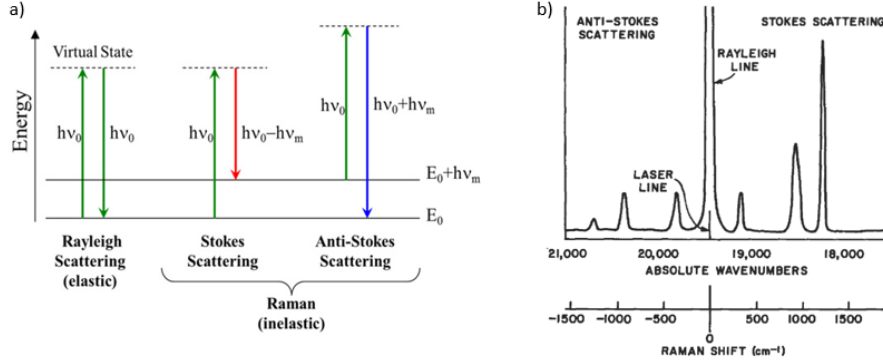 a)
Energy
Virtual State
hν₀
hν₀
hν₀
hν₀−hνₘ
hν₀
hν₀+hνₘ
E₀+hνₘ
E₀
Rayleigh
Scattering
(elastic)
Stokes
Scattering
Anti-Stokes
Scattering
Raman
(inelastic)
b)
ANTI-STOKES
SCATTERING
STOKES SCATTERING
RAYLEIGH
LINE
LASER
LINE
21,000 20,000 19,000 18,000
ABSOLUTE WAVENUMBERS
-1500 -1000 -500 0 500 1000 1500
RAMAN SHIFT (cm⁻¹)